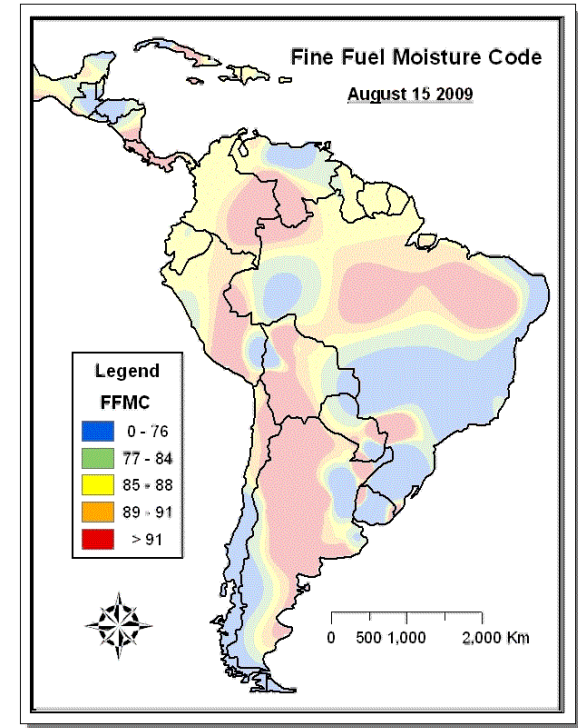 Fine Fuel Moisture Code
August 15 2009
Legend
FFMC
0 - 76
77 - 84
85 - 88
89 - 91
> 91
0 500 1,000 2,000 Km